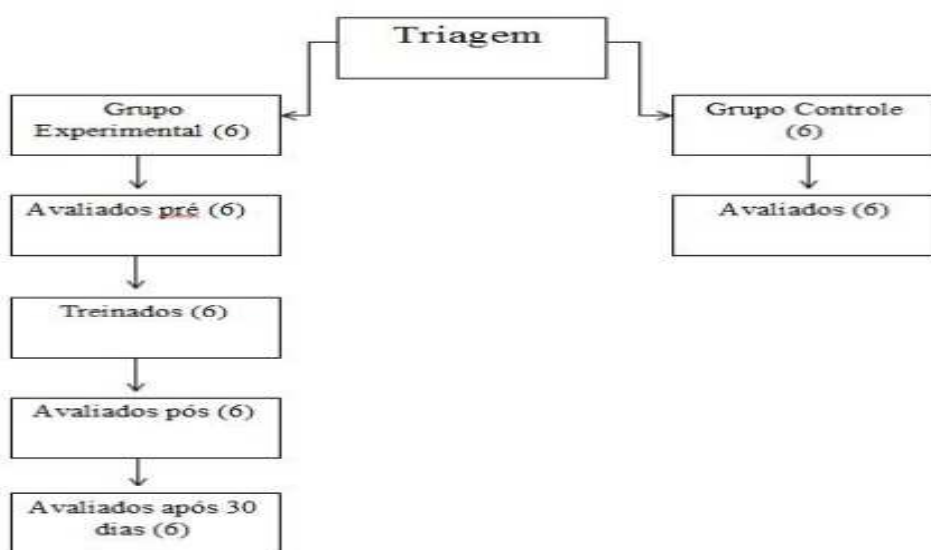 Triagem
Grupo
Experimental (6)
Grupo Controle
(6)
Avaliados pré (6)
Avaliados (6)
Treinados (6)
Avaliados pós (6)
Avaliados após 30
dias (6)